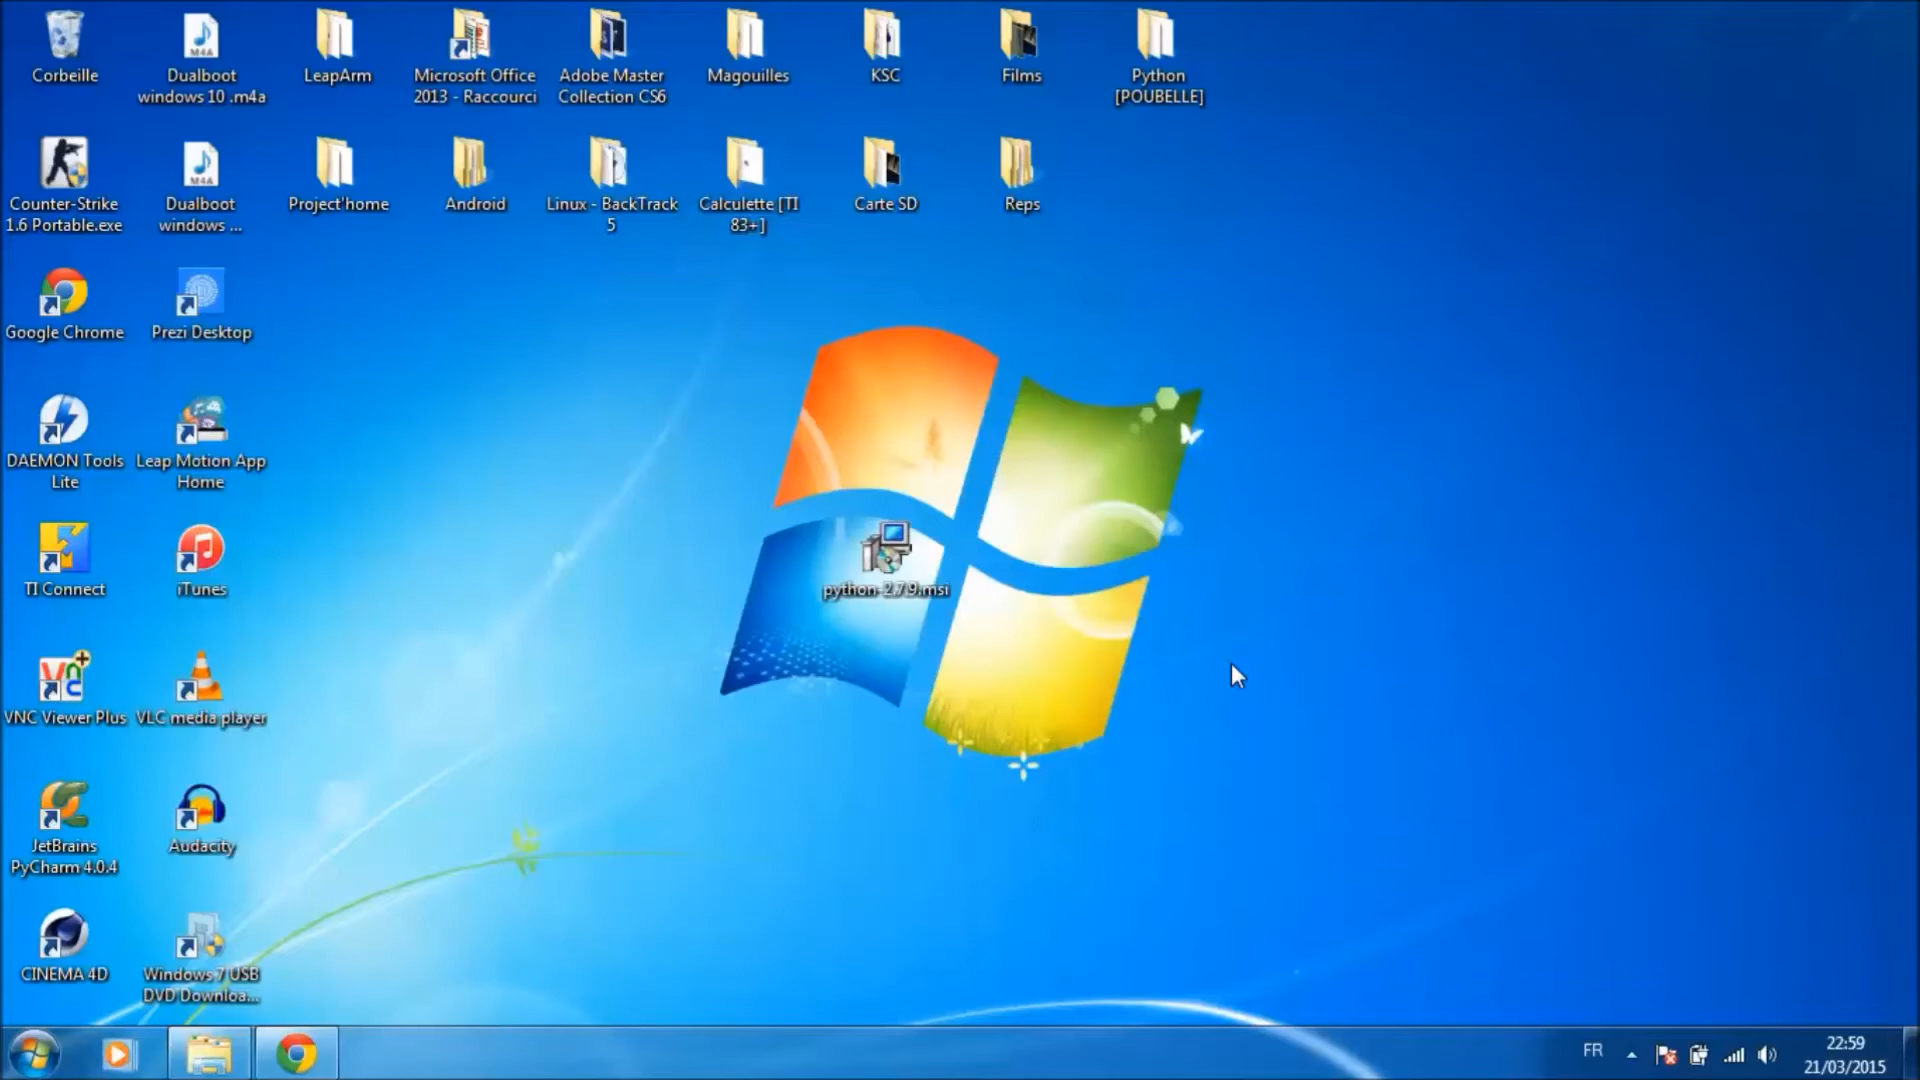 Corbeille
Dualboot
windows 10 .m4a
LeapArm
Microsoft Office
2013 - Raccourci
Adobe Master
Collection CS6
Magouilles
KSC
Films
Python
[POUBELLE]
Counter-Strike
1.6 Portable.exe
Dualboot
windows ...
Project'home
Android
Linux - BackTrack
5
Calculette [TI
83+]
Carte SD
Reps
Google Chrome
Prezi Desktop
DAEMON Tools
Lite
Leap Motion App
Home
TI Connect
iTunes
python-2.7.9.msi
VNC Viewer Plus
VLC media player
JetBrains
PyCharm 4.0.4
Audacity
CINEMA 4D
Windows 7 USB
DVD Downloa...
FR
22:59
21/03/2015